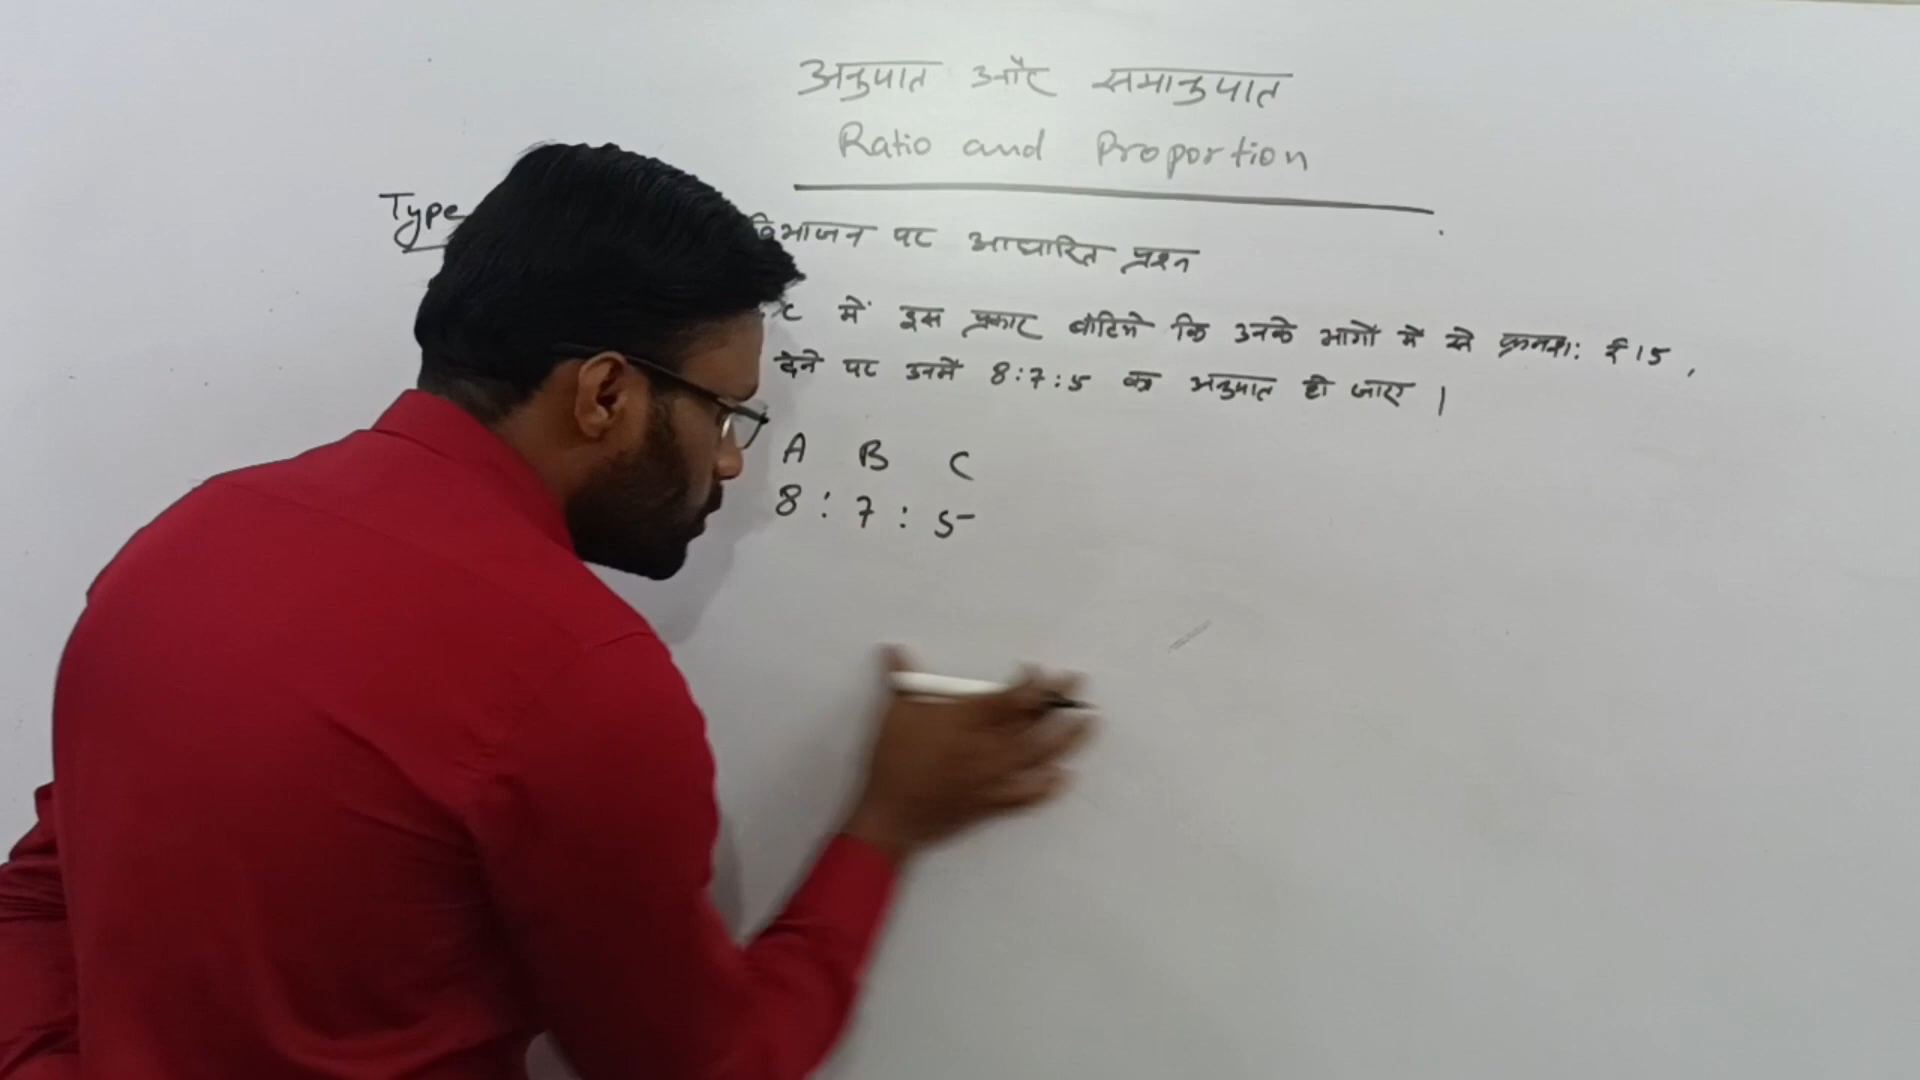 अनुपात और समानुपात
Ratio and Proportion
Type
विभाजन पर आधारित प्रश्न
C में इस प्रकार बांटिये कि उनके भागों में से क्रमशः ₹15,
देने पर उनमें 8:7:5 का अनुपात हो जाए।
A B C
8 : 7 : 5